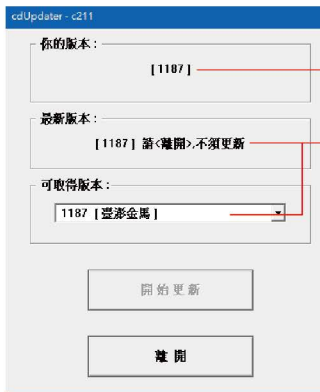 cdUpdater - c211
你的版本：
[1187]
最新版本：
[1187] 請<離開>,不須更新
可取得版本：
1187 [臺澎金馬]
開始更新
離開